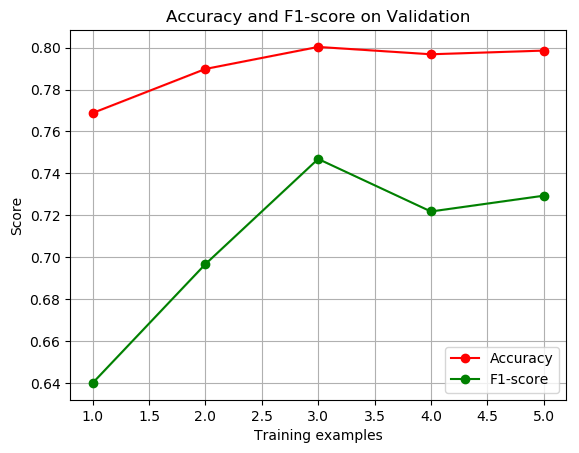 Accuracy and F1-score on Validation
Score
0.80
0.78
0.76
0.74
0.72
0.70
0.68
0.66
0.64
Accuracy
F1-score
1.0 1.5 2.0 2.5 3.0 3.5 4.0 4.5 5.0
Training examples